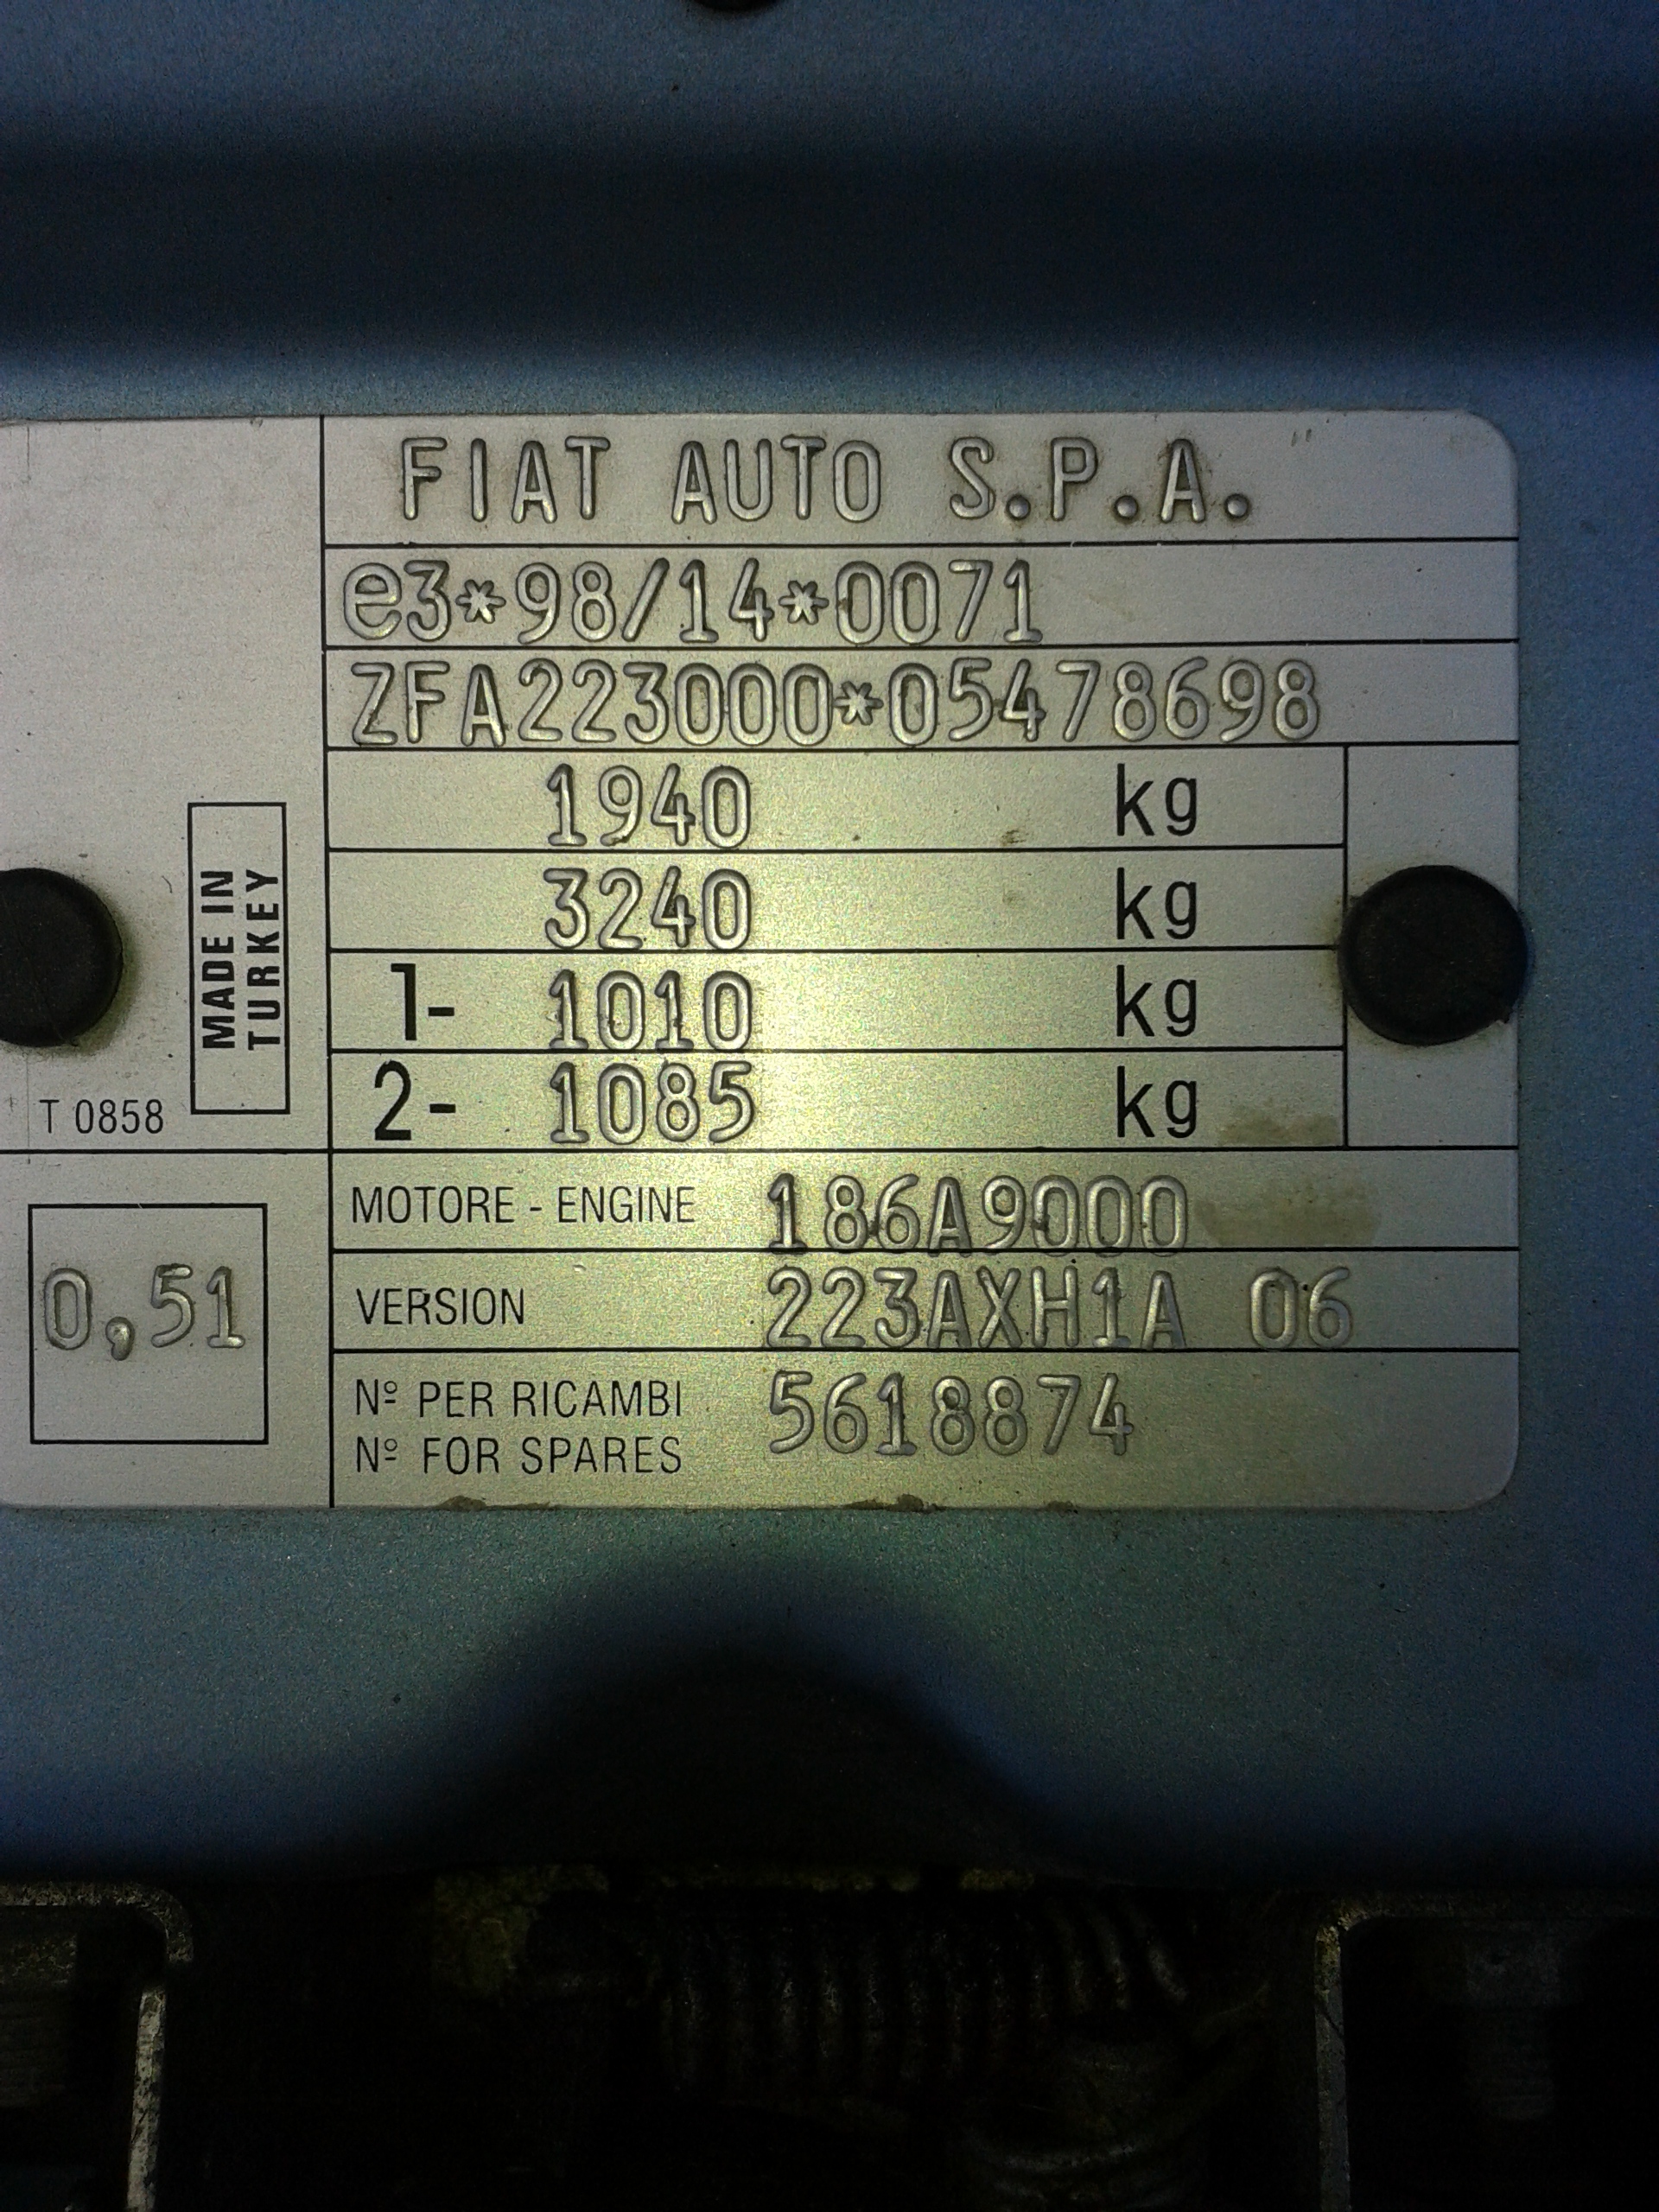 FIAT AUTO S.P.A.
e3*98/14*0071
ZFA223000*05478698
1940 kg
3240 kg
1- 1010 kg
2- 1085 kg
MADE IN
TURKEY
T 0858
MOTORE - ENGINE 186A9000
VERSION 223AXH1A 06
Nº PER RICAMBI
Nº FOR SPARES
5618874
0,51